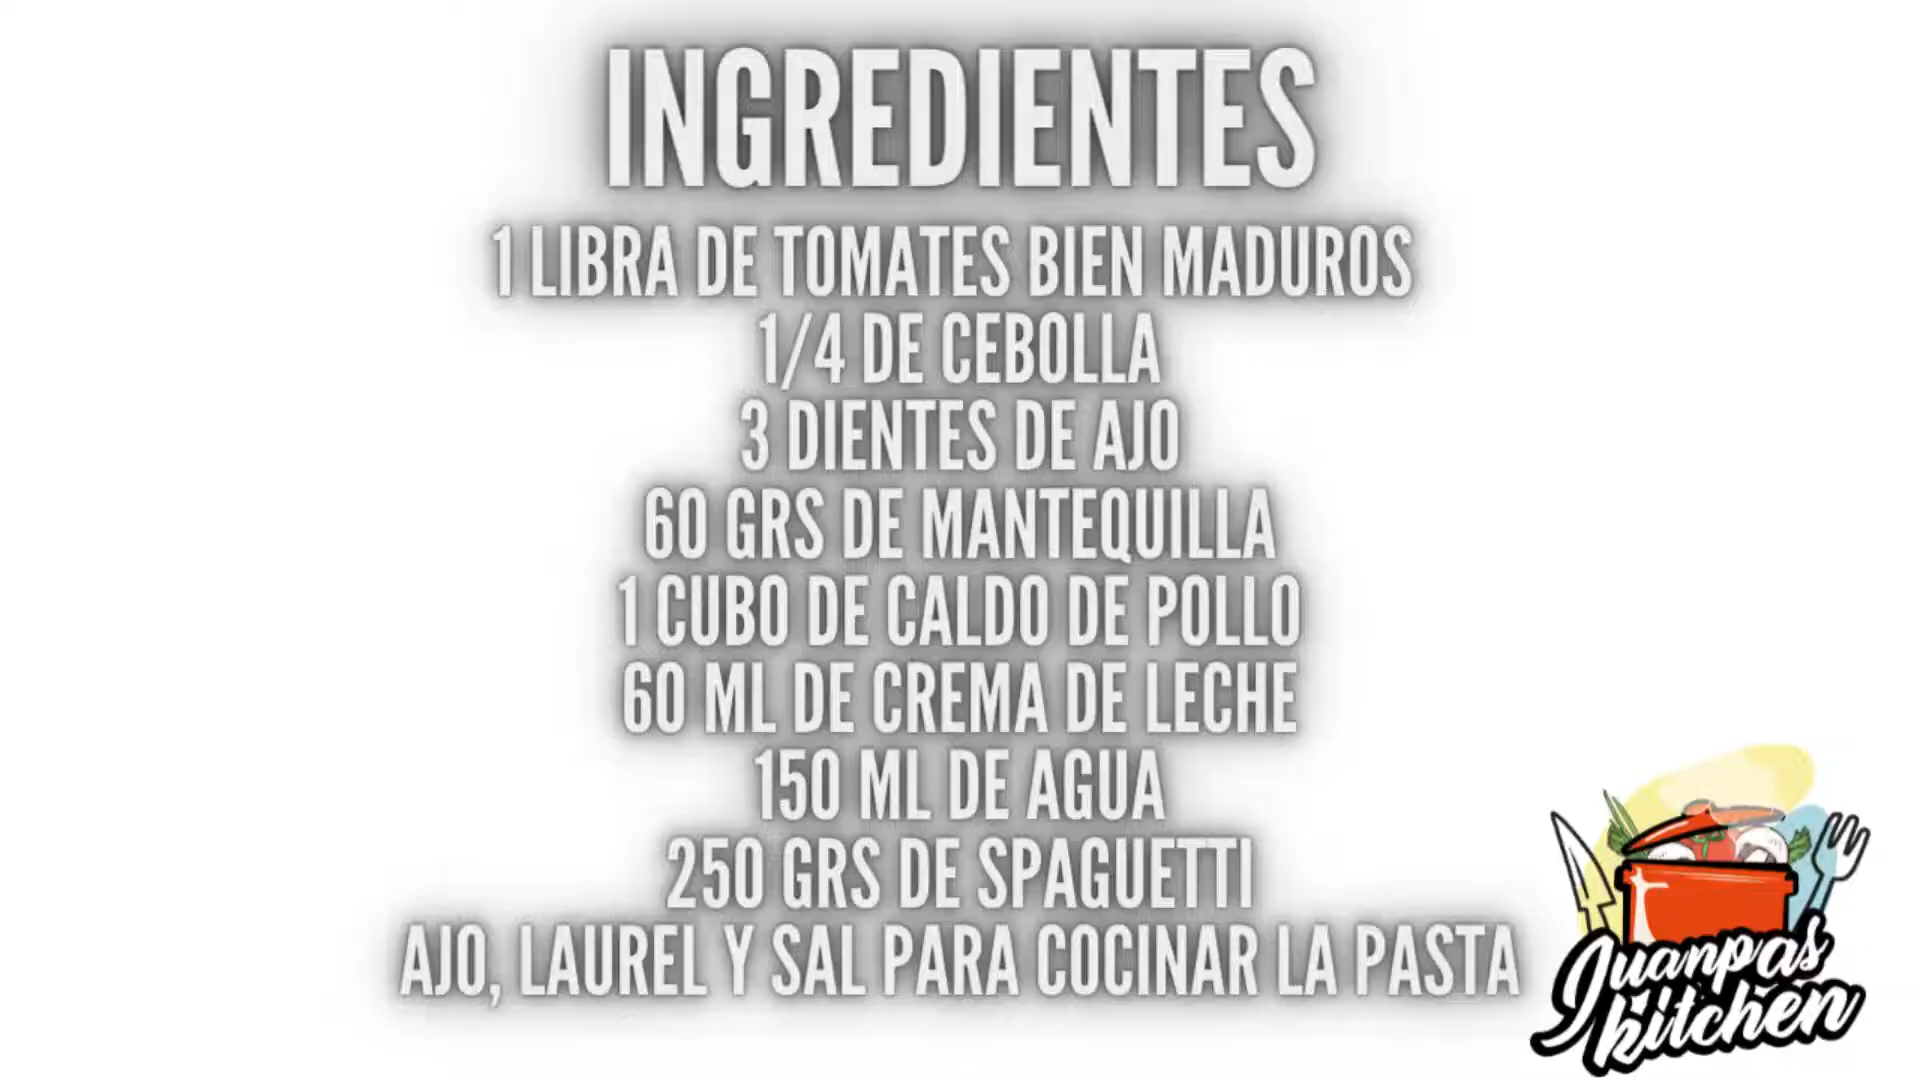 INGREDIENTES
1 LIBRA DE TOMATES BIEN MADUROS
1/4 DE CEBOLLA
3 DIENTES DE AJO
60 GRS DE MANTEQUILLA
1 CUBO DE CALDO DE POLLO
60 ML DE CREMA DE LECHE
150 ML DE AGUA
250 GRS DE SPAGUETTI
AJO, LAUREL Y SAL PARA COCINAR LA PASTA
Juanpas
kitchen